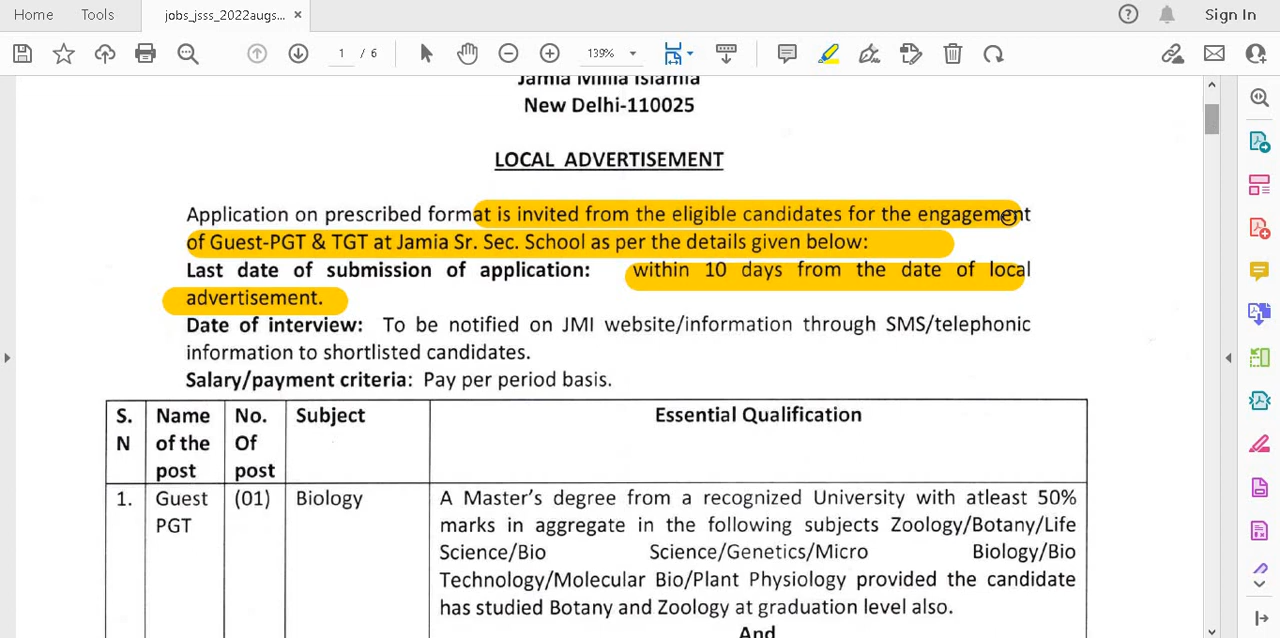 Home Tools jobs_jsss_2022augs... × Sign In
1 / 6 139%
Jamia Millia Islamia
New Delhi-110025
LOCAL ADVERTISEMENT
Application on prescribed format is invited from the eligible candidates for the engagement
of Guest-PGT & TGT at Jamia Sr. Sec. School as per the details given below:
Last date of submission of application: within 10 days from the date of local
advertisement.
Date of interview: To be notified on JMI website/information through SMS/telephonic
information to shortlisted candidates.
Salary/payment criteria: Pay per period basis.
S. Name No. Subject Essential Qualification
N of the Of
post post
1. Guest (01) Biology A Master's degree from a recognized University with atleast 50%
PGT marks in aggregate in the following subjects Zoology/Botany/Life
Science/Bio Science/Genetics/Micro Biology/Bio
Technology/Molecular Bio/Plant Physiology provided the candidate
has studied Botany and Zoology at graduation level also.
And